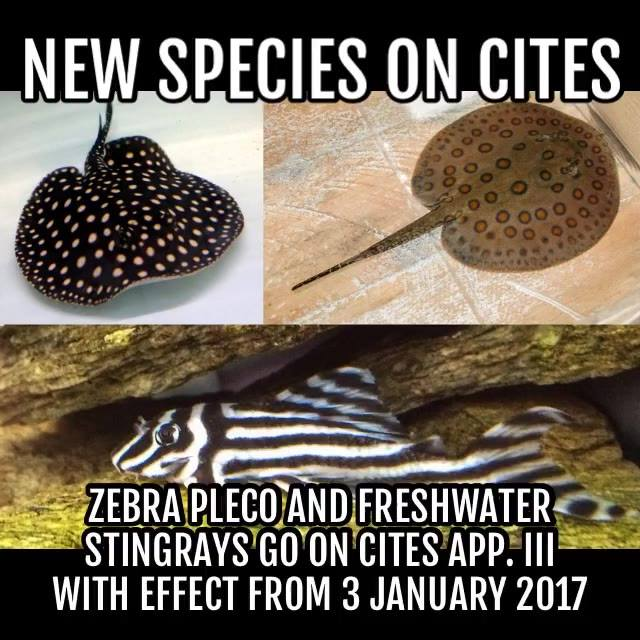 NEW SPECIES ON CITES
ZEBRA PLECO AND FRESHWATER
STINGRAYS GO ON CITES APP. III
WITH EFFECT FROM 3 JANUARY 2017